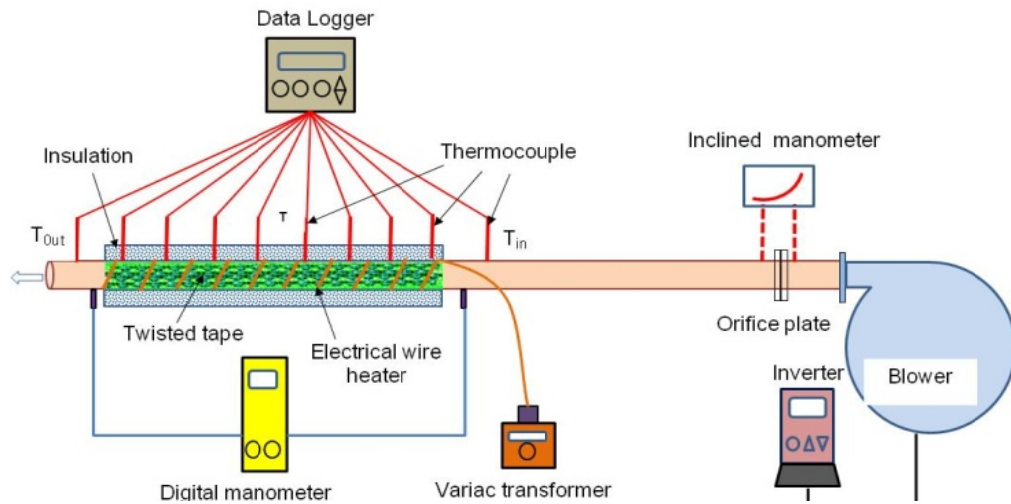 Data Logger
Insulation
Thermocouple
Inclined manometer
T
T0ut
Tin
Twisted tape
Electrical wire
heater
Orifice plate
Inverter
Blower
Digital manometer
Variac transformer